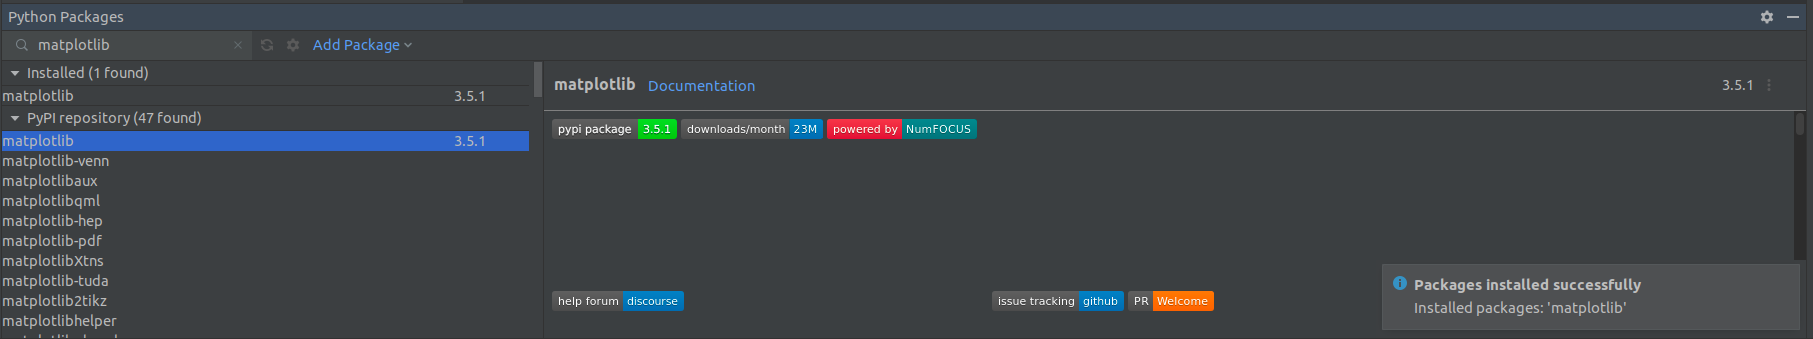 Python Packages
matplotlib
Add Package
Installed (1 found)
matplotlib 3.5.1
PyPI repository (47 found)
matplotlib 3.5.1
matplotlib-venn
matplotlibaux
matplotlibqml
matplotlib-hep
matplotlib-pdf
matplotlibXtns
matplotlib-tuda
matplotlib2tikz
matplotlibhelper
matplotlib Documentation 3.5.1
pypi package 3.5.1 downloads/month 23M powered by NumFOCUS
help forum discourse issue tracking github PR Welcome
Packages installed successfully
Installed packages: 'matplotlib'